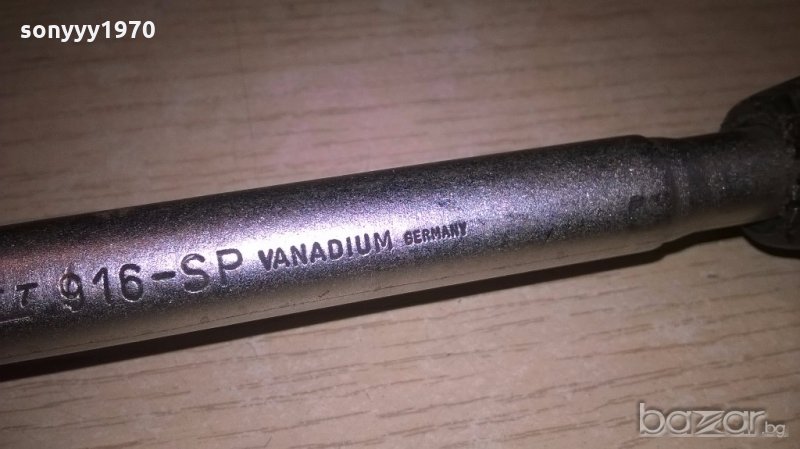 sonyyy1970
T 916-SP VANADIUM GERMANY
bazar.bg